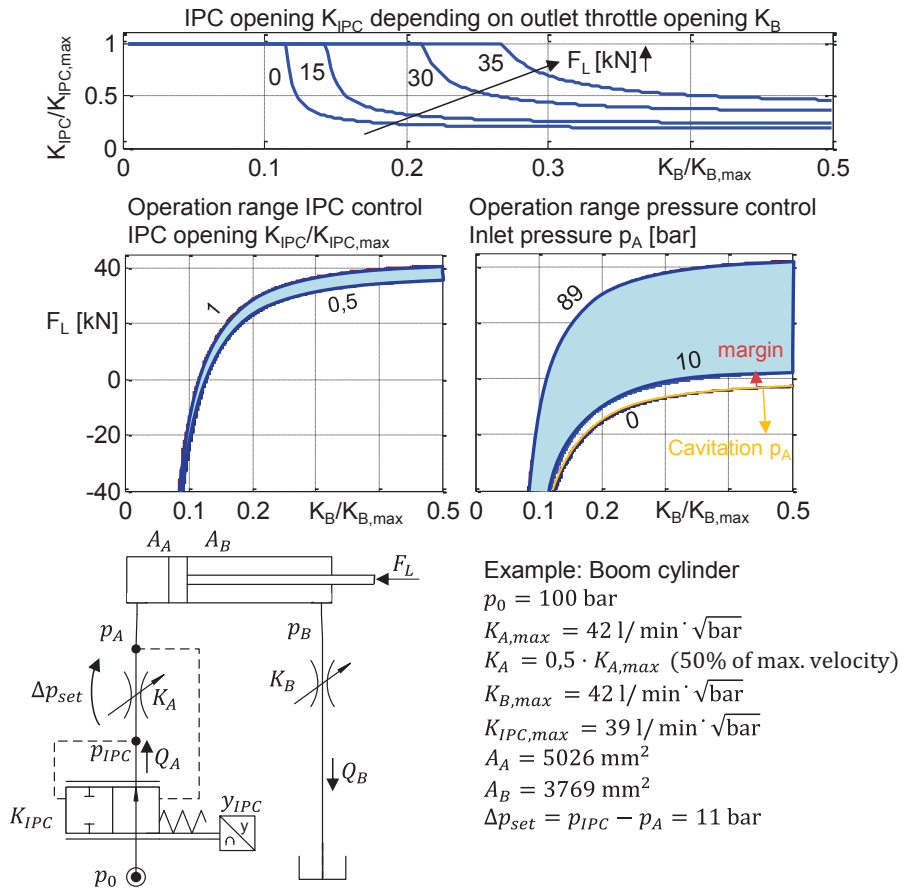 IPC opening K_IPC depending on outlet throttle opening K_B
K_IPC/K_IPC,max
1
0.5
0
0 15 30 35 F_L [kN]
0 0.1 0.2 0.3 K_B/K_B,max 0.5
Operation range IPC control
IPC opening K_IPC/K_IPC,max
F_L [kN]
40
0
-20
-40
1
0,5
0 0.1 0.2 K_B/K_B,max 0.5
Operation range pressure control
Inlet pressure p_A [bar]
89
margin
10
0
Cavitation p_A
0.1 0.2 K_B/K_B,max 0.5
A_A A_B
F_L
p_A p_B
Δp_set K_A K_B
p_IPC Q_A Q_B
K_IPC y_IPC
y
p_0
Example: Boom cylinder
p_0 = 100 bar
K_A,max = 42 l/ min˙√bar
K_A = 0,5 · K_A,max (50% of max. velocity)
K_B,max = 42 l/ min˙√bar
K_IPC,max = 39 l/ min˙√bar
A_A = 5026 mm²
A_B = 3769 mm²
Δp_set = p_IPC − p_A = 11 bar